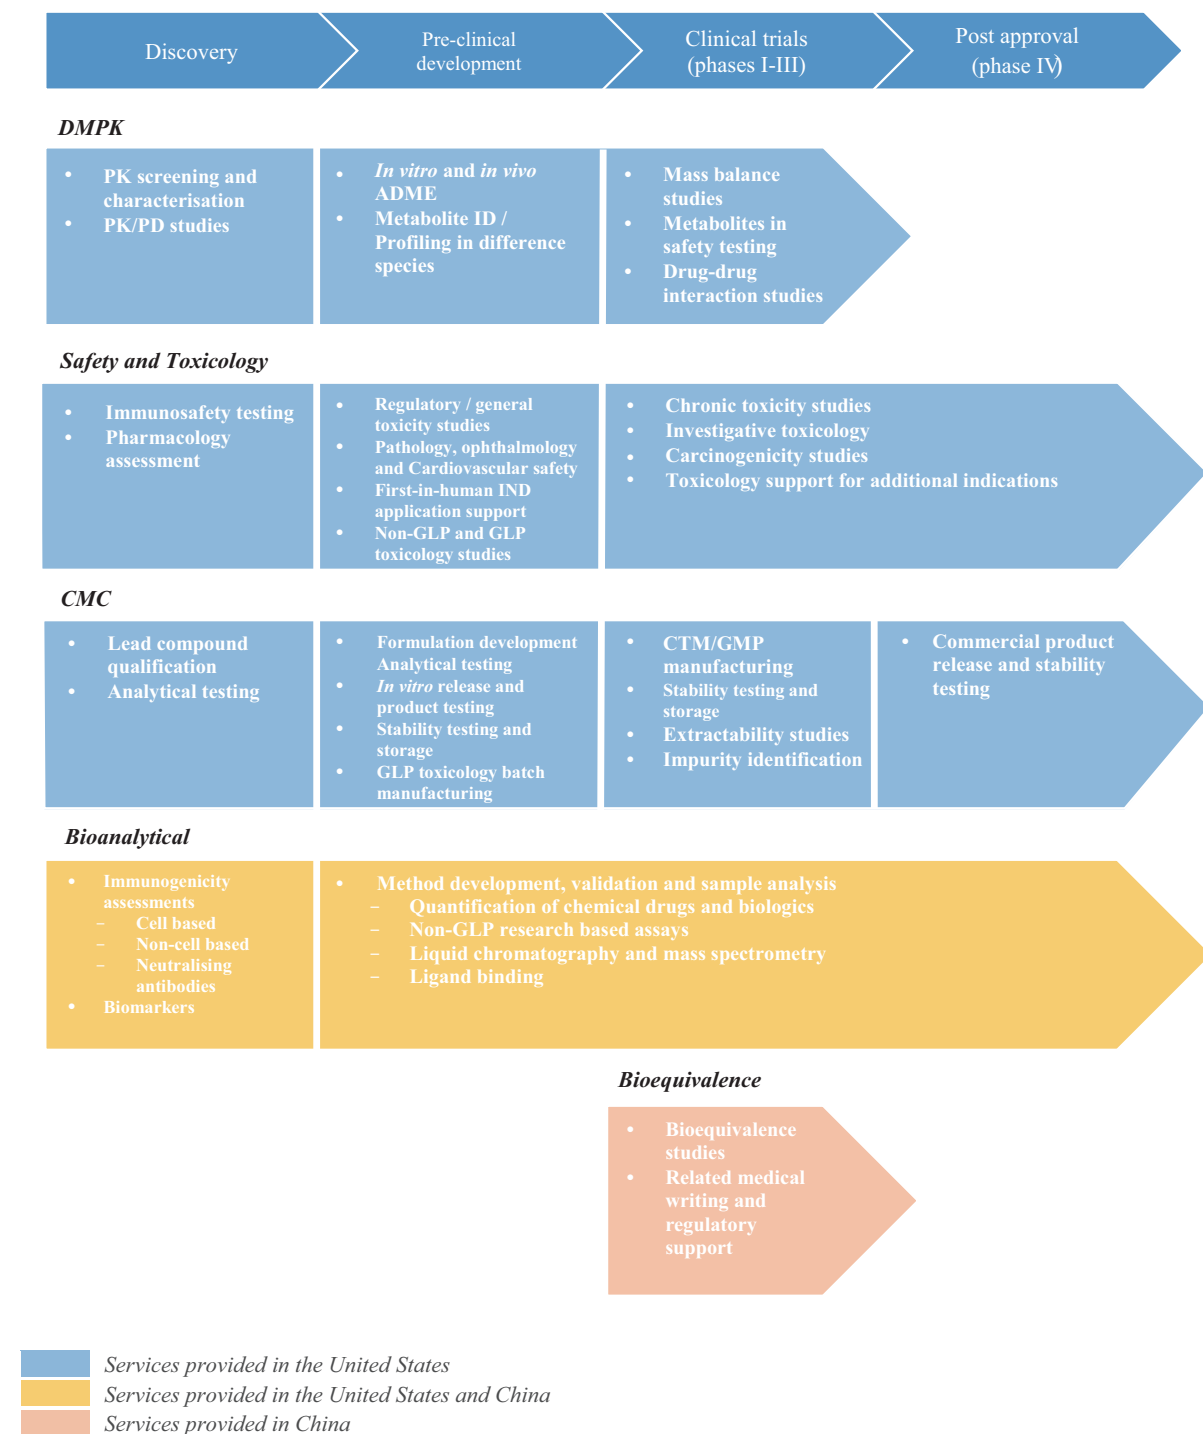 Discovery
Pre-clinical
development
Clinical trials
(phases I-III)
Post approval
(phase IV)
DMPK
• PK screening and
characterisation
• PK/PD studies
• In vitro and in vivo
ADME
• Metabolite ID /
Profiling in difference
species
• Mass balance
studies
• Metabolites in
safety testing
• Drug-drug
interaction studies
Safety and Toxicology
• Immunosafety testing
• Pharmacology
assessment
• Regulatory / general
toxicity studies
• Pathology, ophthalmology
and Cardiovascular safety
• First-in-human IND
application support
• Non-GLP and GLP
toxicology studies
• Chronic toxicity studies
• Investigative toxicology
• Carcinogenicity studies
• Toxicology support for additional indications
CMC
• Lead compound
qualification
• Analytical testing
• Formulation development
Analytical testing
• In vitro release and
product testing
• Stability testing and
storage
• GLP toxicology batch
manufacturing
• CTM/GMP
manufacturing
• Stability testing and
storage
• Extractability studies
• Impurity identification
• Commercial product
release and stability
testing
Bioanalytical
• Immunogenicity
assessments
– Cell based
– Non-cell based
– Neutralising
antibodies
• Biomarkers
• Method development, validation and sample analysis
– Quantification of chemical drugs and biologics
– Non-GLP research based assays
– Liquid chromatography and mass spectrometry
– Ligand binding
Bioequivalence
• Bioequivalence
studies
• Related medical
writing and
regulatory
support
Services provided in the United States
Services provided in the United States and China
Services provided in China